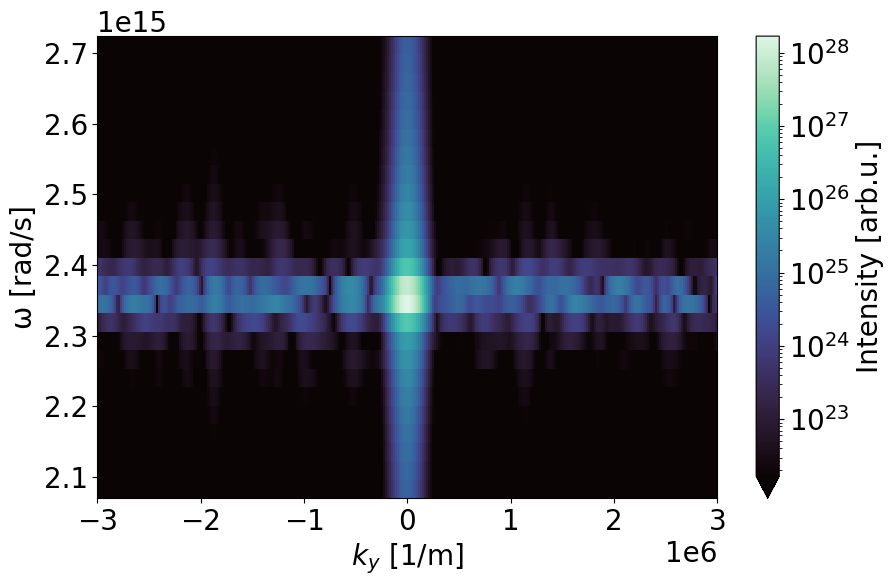 1e15
2.7
2.6
2.5
2.4
2.3
2.2
2.1
ω [rad/s]
−3 −2 −1 0 1 2 3
k_y [1/m]
1e6
10^28
10^27
10^26
10^25
10^24
10^23
Intensity [arb.u.]